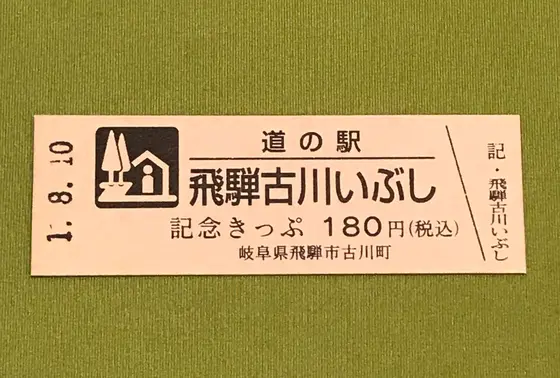 1.8.10
道の駅
飛騨古川いぶし
記念きっぷ 180円(税込)
岐阜県飛騨市古川町
記・飛騨古川いぶし